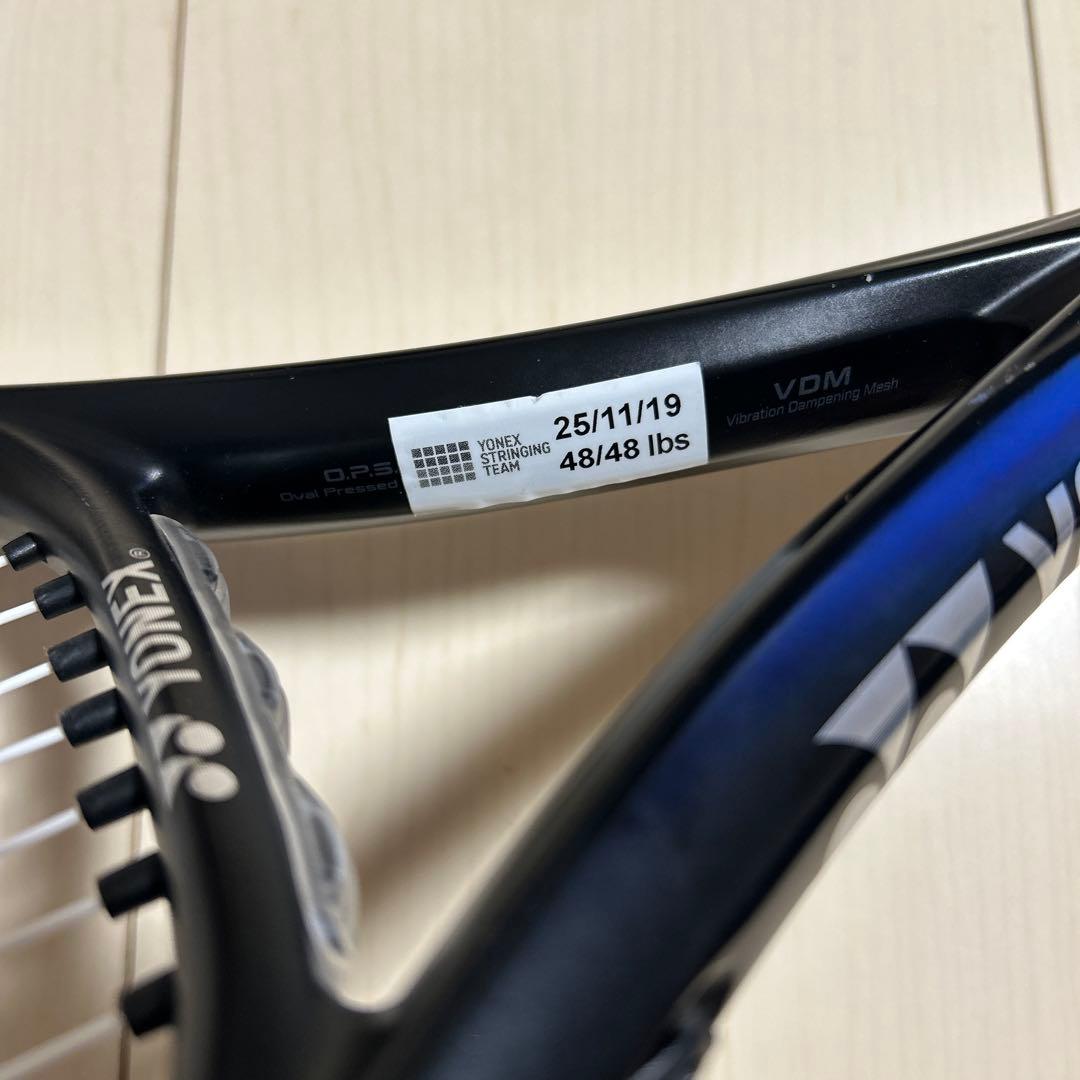 YONEX
STRINGING
TEAM
25/11/19
48/48 lbs
VDM
Vibration Dampening Mesh
O.P.S.
Oval Pressed
YONEX®